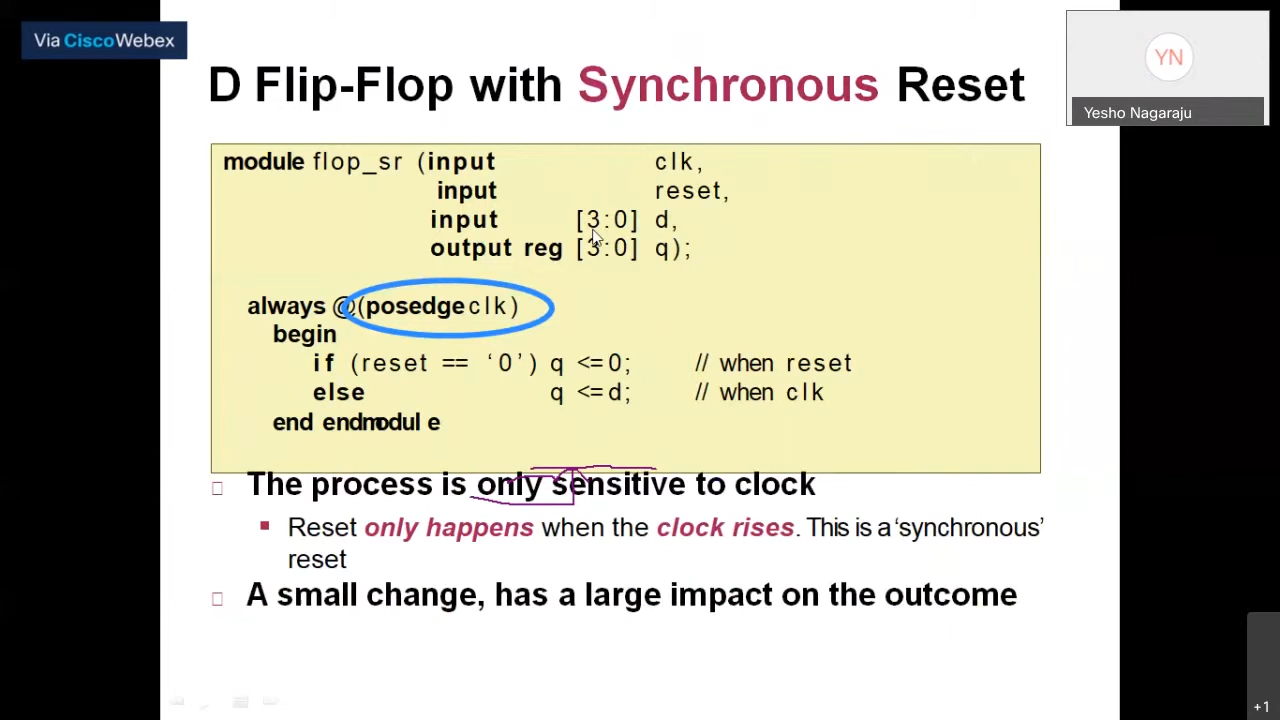 Via CiscoWebex
YN
Yesho Nagaraju
D Flip-Flop with Synchronous Reset
module flop_sr (input clk,
input reset,
input [3:0] d,
output reg [3:0] q);
always @(posedge clk)
begin
if (reset == ‘0’) q <= 0; // when reset
else q <= d; // when clk
end endmodule
The process is only sensitive to clock
Reset only happens when the clock rises. This is a ‘synchronous’
reset
A small change, has a large impact on the outcome
+1